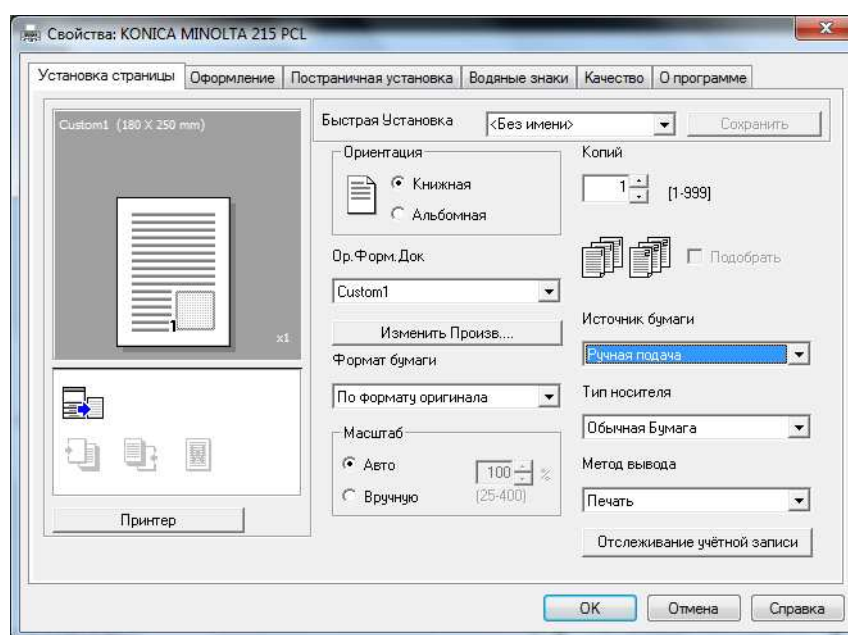 Свойства: KONICA MINOLTA 215 PCL
Установка страницы Оформление Постраничная установка Водяные знаки Качество О программе
Custom1 (180 X 250 mm)
1
x1
Принтер
Быстрая Установка <Без имени> Сохранить
Ориентация
Книжная
Альбомная
Ор.Форм.Док
Custom1
Изменить Произв....
Формат бумаги
По формату оригинала
Масштаб
Авто
Вручную
100 %
(25-400)
Копий
1 [1-999]
Подобрать
Источник бумаги
Ручная подача
Тип носителя
Обычная Бумага
Метод вывода
Печать
Отслеживание учётной записи
OK Отмена Справка